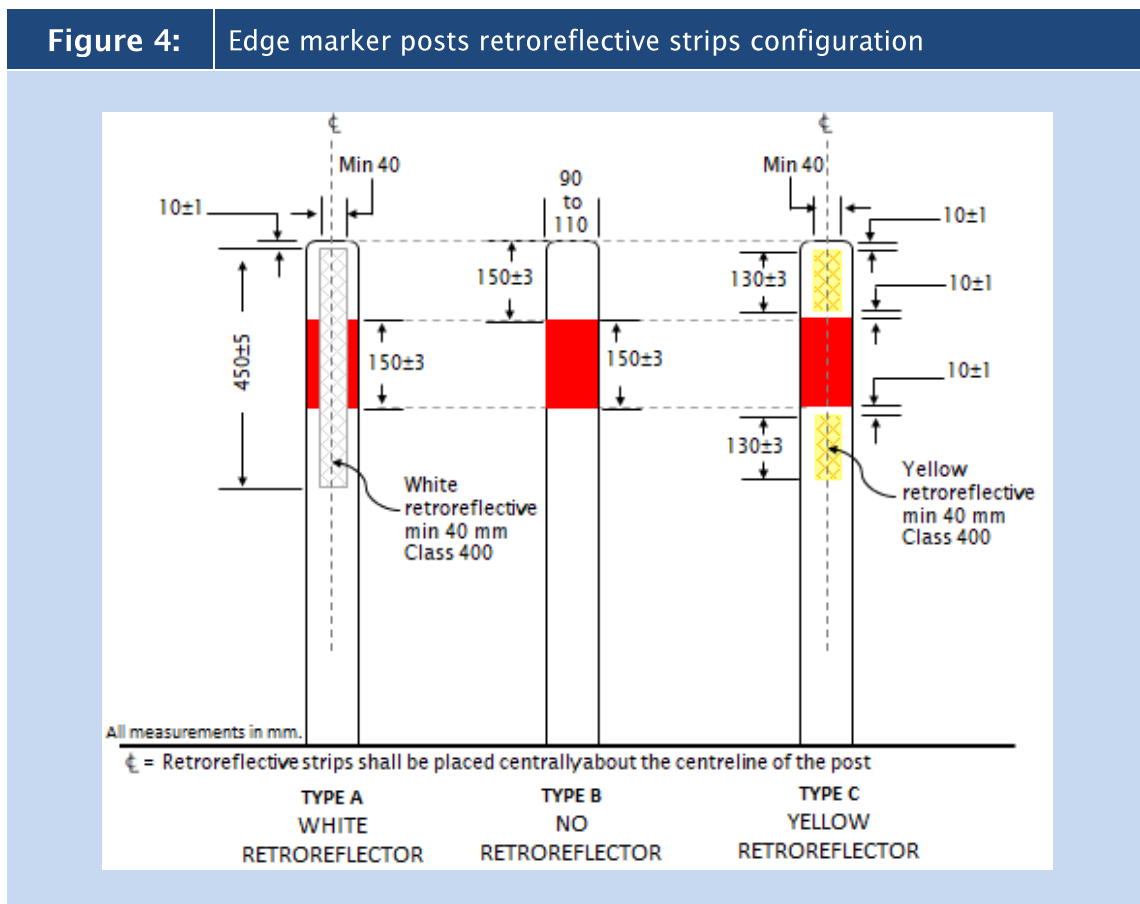 Figure 4:
Edge marker posts retroreflective strips configuration
℄
℄
Min 40
90
to
110
Min 40
10±1
10±1
150±3
130±3
10±1
450±5
150±3
150±3
10±1
130±3
White
retroreflective
min 40 mm
Class 400
Yellow
retroreflective
min 40 mm
Class 400
All measurements in mm.
℄ = Retroreflective strips shall be placed centrally about the centreline of the post
TYPE A
WHITE
RETROREFLECTOR
TYPE B
NO
RETROREFLECTOR
TYPE C
YELLOW
RETROREFLECTOR